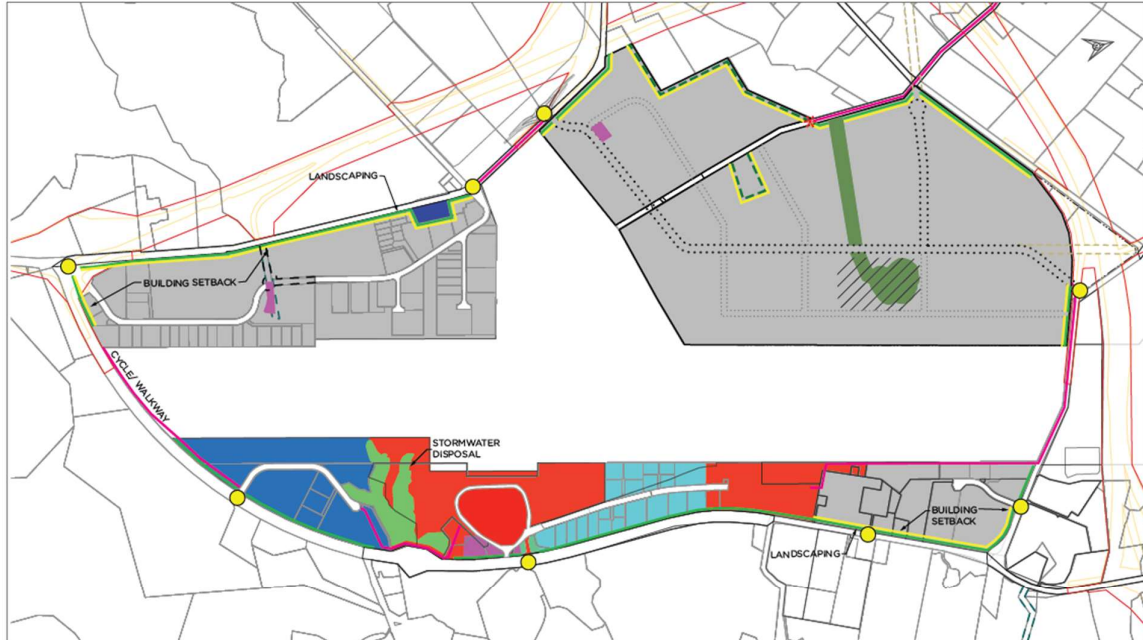 LANDSCAPING
BUILDING SETBACK
CYCLE/ WALKWAY
STORMWATER
DISPOSAL
BUILDING
SETBACK
LANDSCAPING